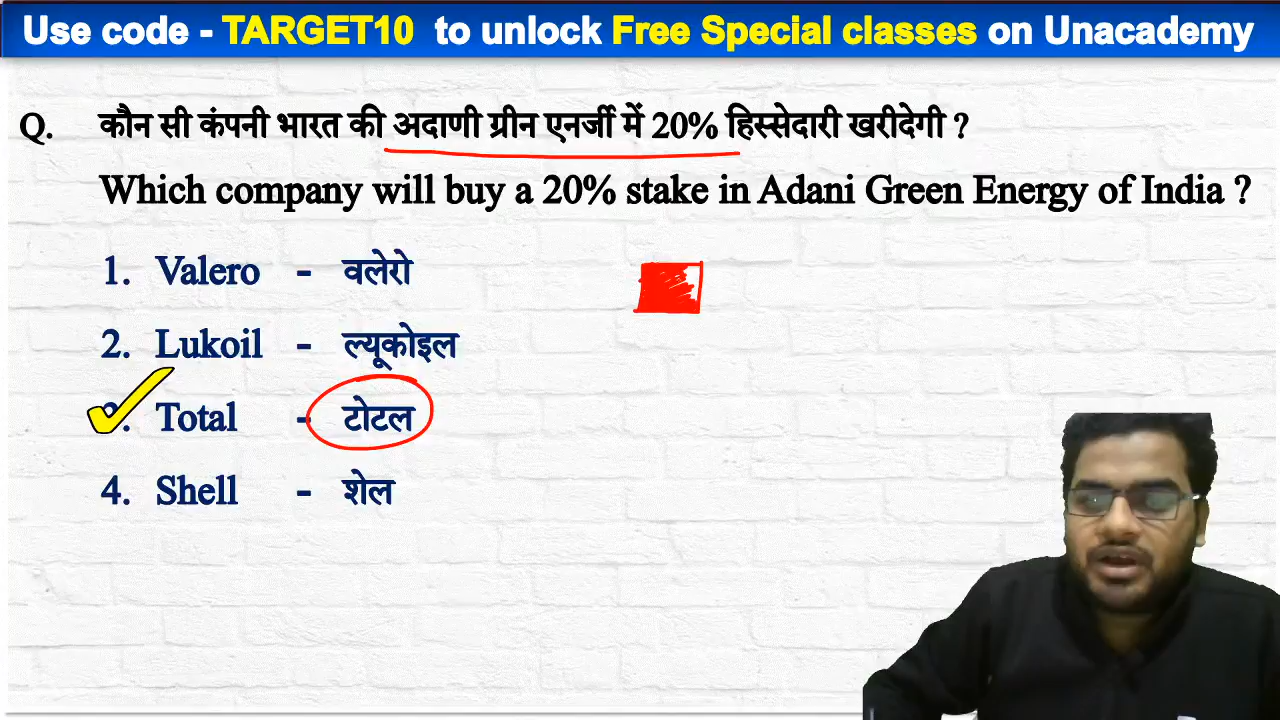 Use code - TARGET10 to unlock Free Special classes on Unacademy
Q. कौन सी कंपनी भारत की अदाणी ग्रीन एनर्जी में 20% हिस्सेदारी खरीदेगी ?
Which company will buy a 20% stake in Adani Green Energy of India ?
1. Valero - वलेरो
2. Lukoil - ल्यूकोइल
3. Total - टोटल
4. Shell - शेल